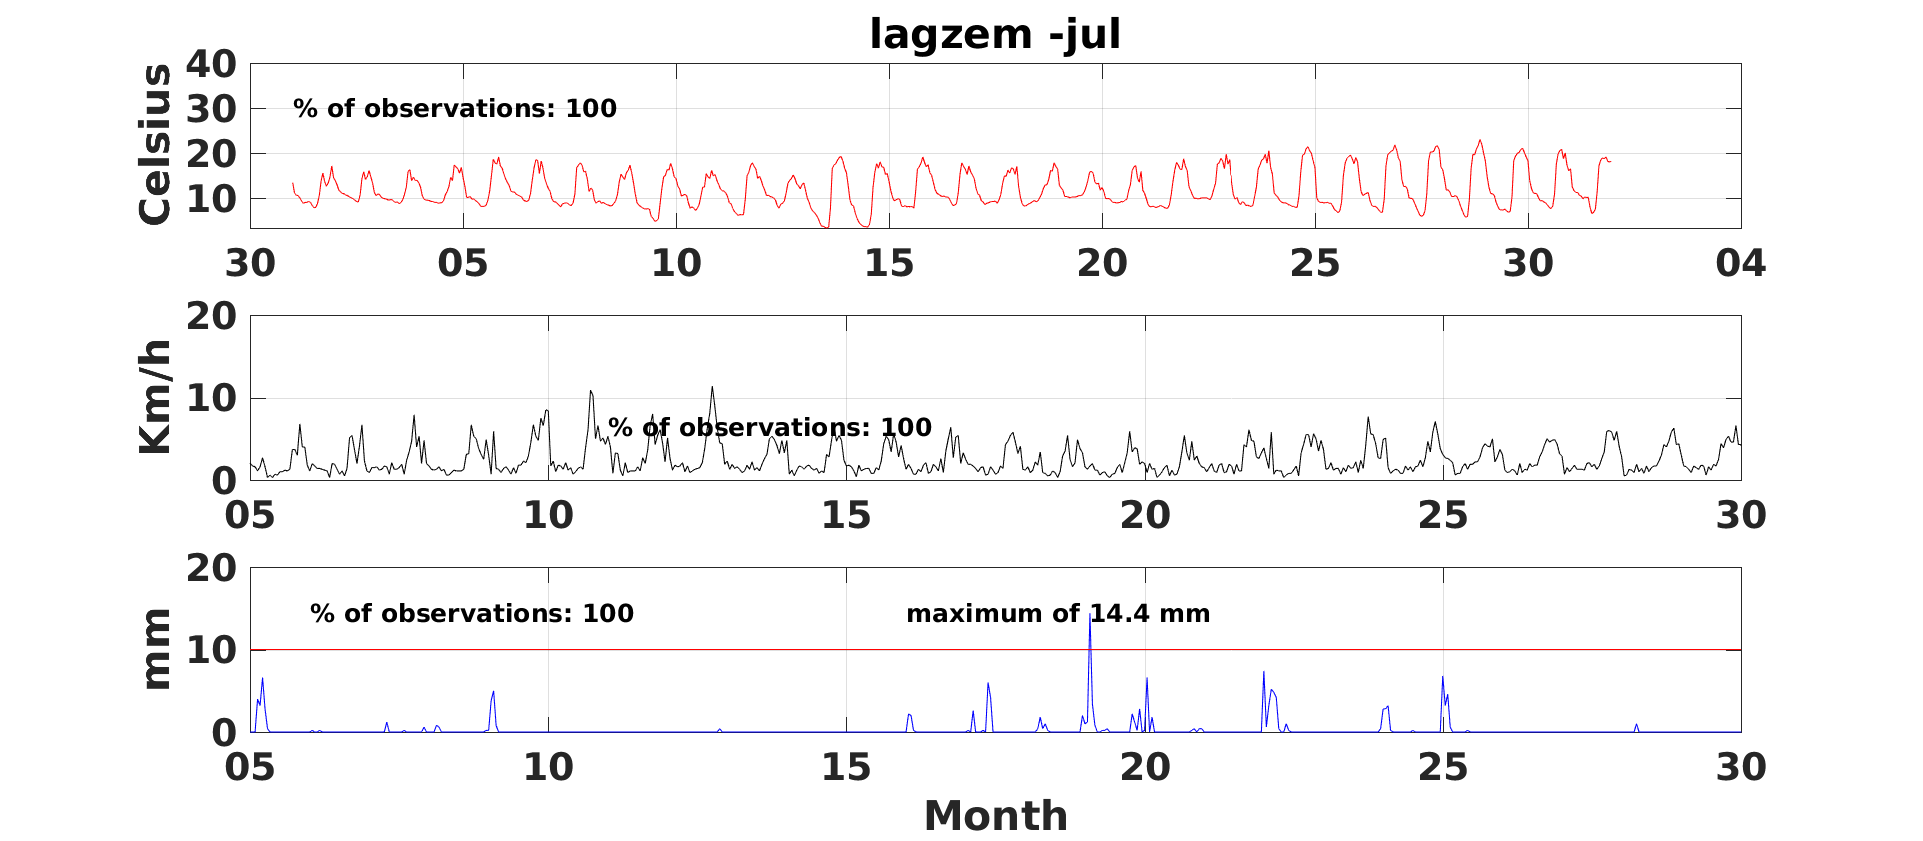 lagzem -jul
40
30
20
10
Celsius
% of observations: 100
30 05 10 15 20 25 30 04
20
10
0
Km/h
% of observations: 100
05 10 15 20 25 30
20
10
0
mm
% of observations: 100 maximum of 14.4 mm
05 10 15 20 25 30
Month